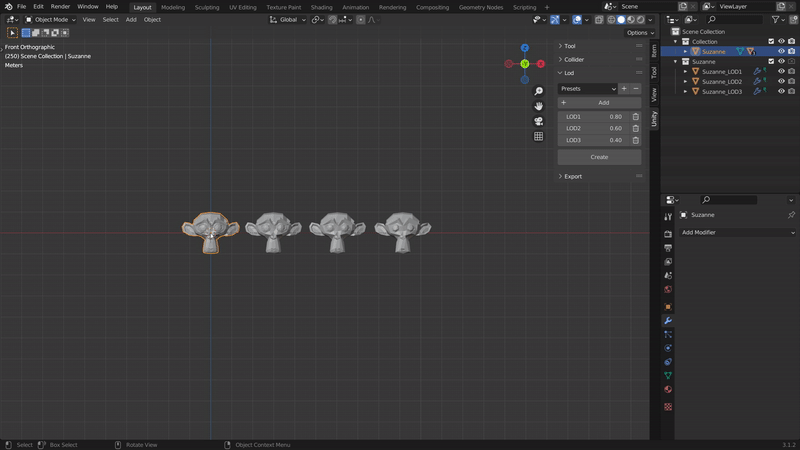 File Edit Render Window Help Layout Modeling Sculpting UV Editing Texture Paint Shading Animation Rendering Compositing Geometry Nodes Scripting + Scene ViewLayer
Object Mode View Select Add Object Global
Options
Front Orthographic
(250) Scene Collection | Suzanne
Meters
Tool
Collider
Lod
Presets
+ Add
LOD1 0.80
LOD2 0.60
LOD3 0.40
Create
Export
Item
Tool
View
Unity
Z
-Y
X
Scene Collection
Collection
Suzanne
Suzanne
Suzanne_LOD1
Suzanne_LOD2
Suzanne_LOD3
Suzanne
Add Modifier
Select Box Select Rotate View Object Context Menu 3.1.2